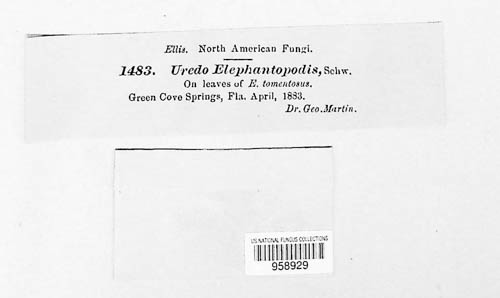 Ellis. North American Fungi.
1483. Uredo Elephantopodis, Schw.
On leaves of E. tomentosus.
Green Cove Springs, Fla. April, 1883.
Dr. Geo. Martin.
US NATIONAL FUNGUS COLLECTIONS
958929